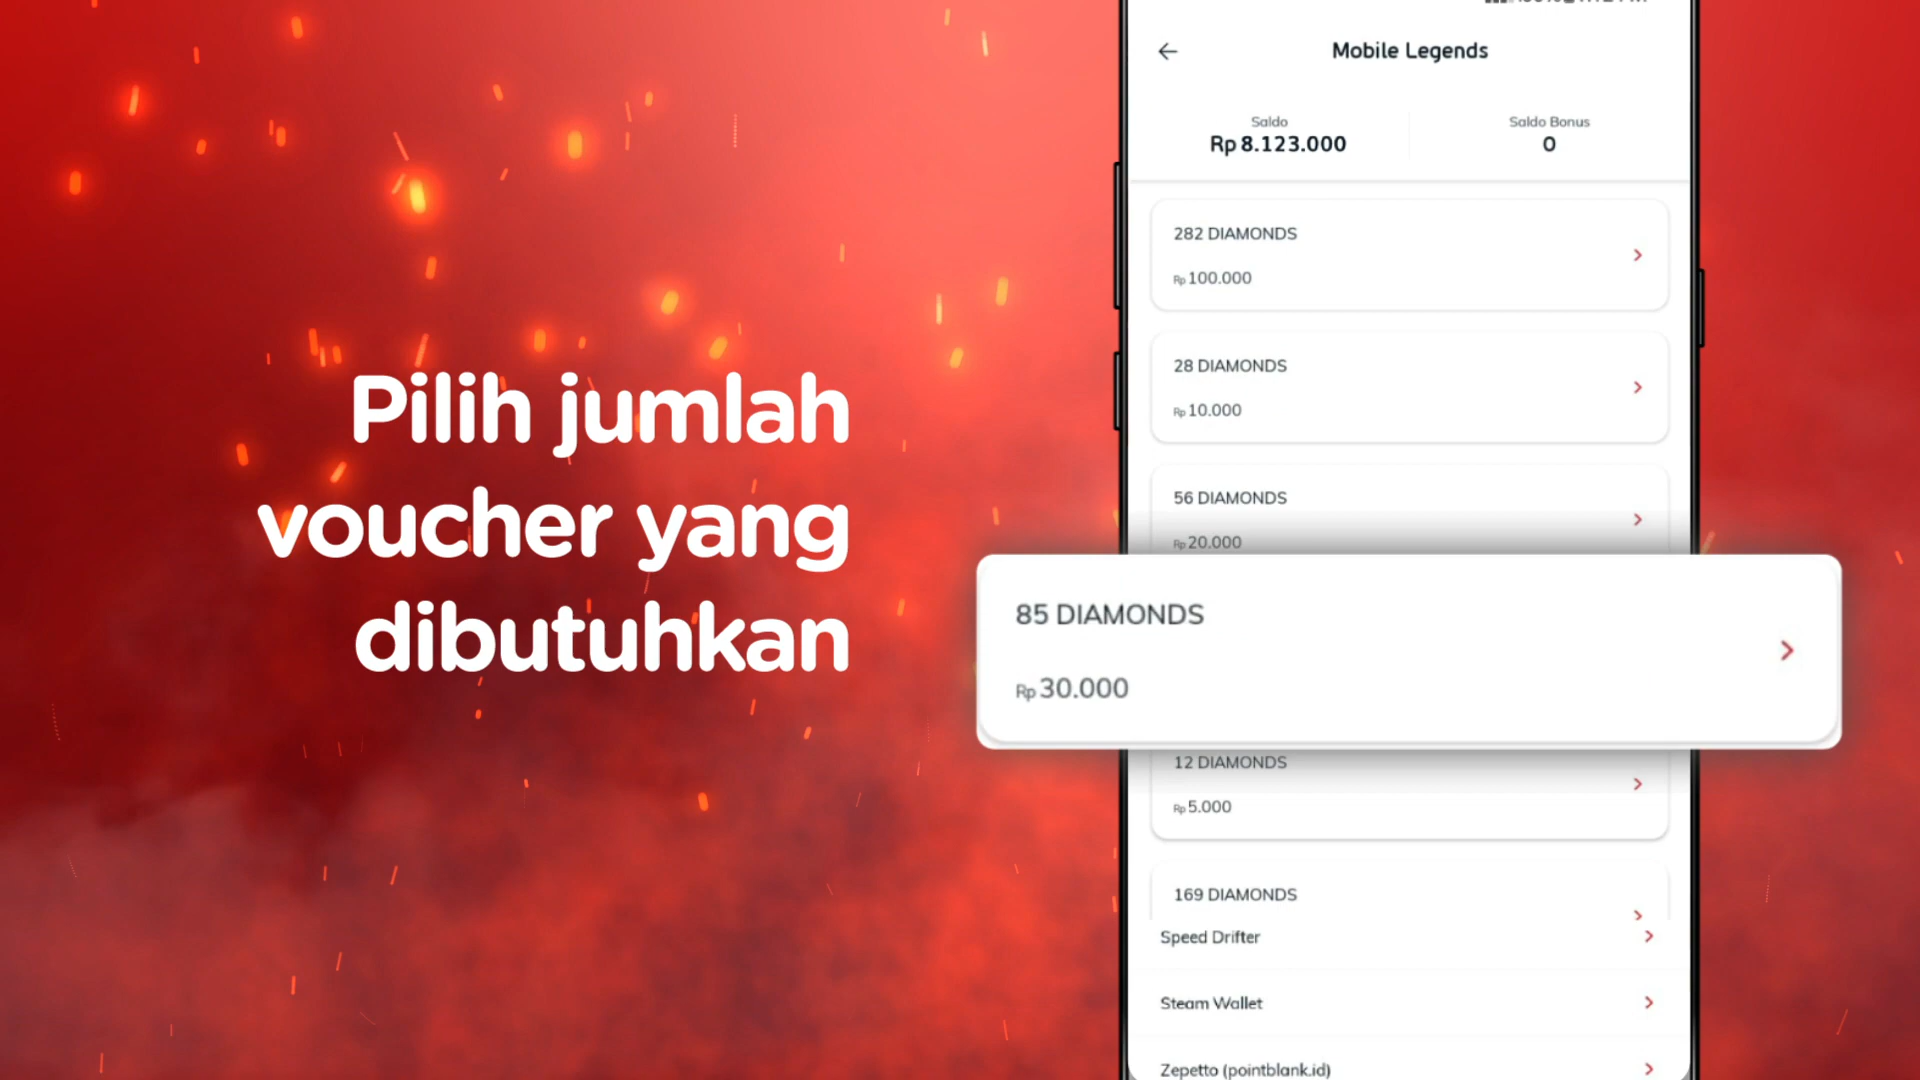 Pilih jumlah
voucher yang
dibutuhkan
Mobile Legends
Saldo
Rp 8.123.000
Saldo Bonus
0
282 DIAMONDS
Rp 100.000
28 DIAMONDS
Rp 10.000
56 DIAMONDS
Rp 20.000
85 DIAMONDS
Rp 30.000
12 DIAMONDS
Rp 5.000
169 DIAMONDS
Speed Drifter
Steam Wallet
Zepetto (pointblank.id)